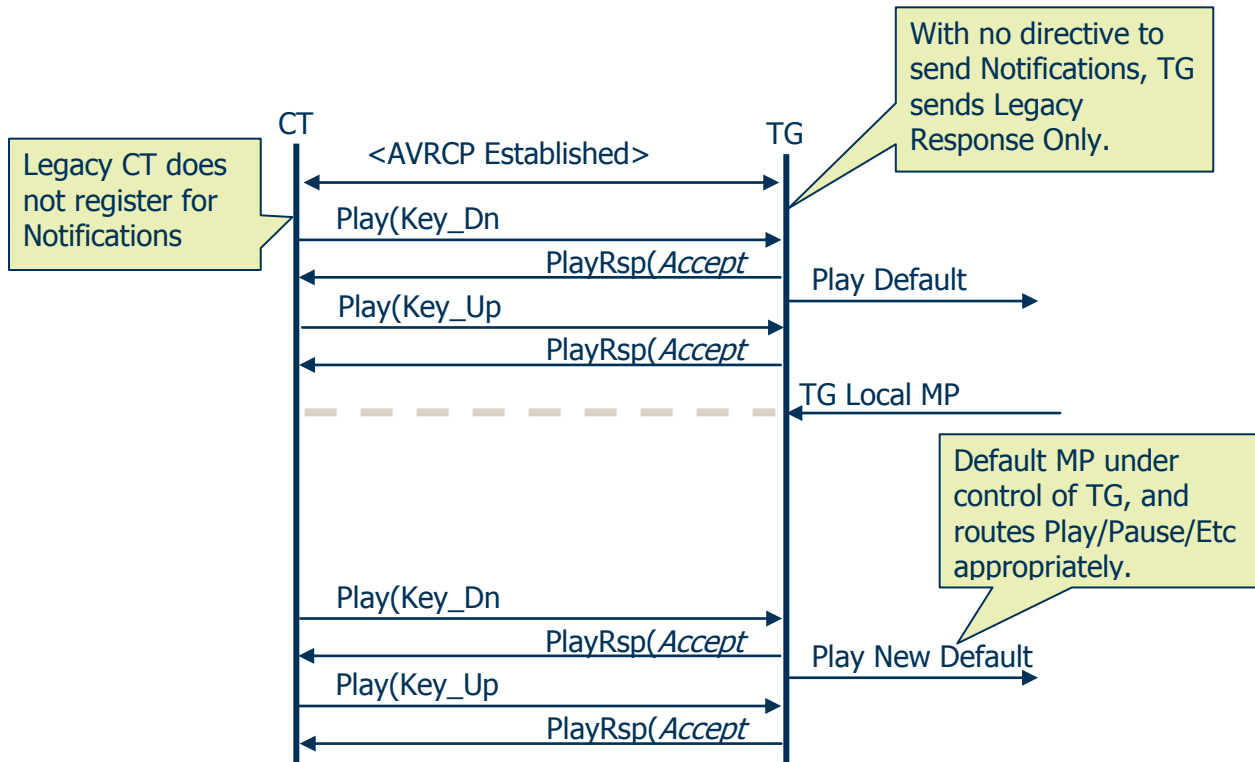 With no directive to
send Notifications, TG
sends Legacy
Response Only.
CT
TG
<AVRCP Established>
Legacy CT does
not register for
Notifications
Play(Key_Dn
PlayRsp(Accept
Play Default
Play(Key_Up
PlayRsp(Accept
TG Local MP
Default MP under
control of TG, and
routes Play/Pause/Etc
appropriately.
Play(Key_Dn
PlayRsp(Accept
Play New Default
Play(Key_Up
PlayRsp(Accept